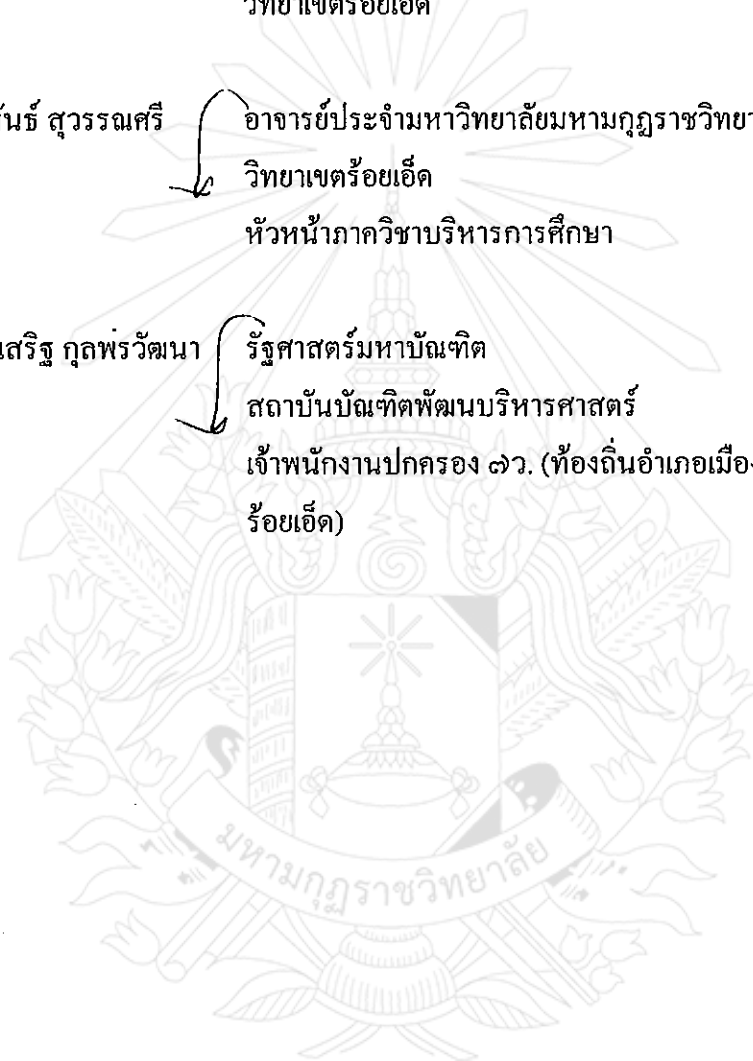 วิทยาเขตร้อยเอ็ด
สุวรรณศรี อาจารย์ประจำมหาวิทยาลัยมหามกุฏราชวิทยา
วิทยาเขตร้อยเอ็ด
หัวหน้าภาควิชาบริหารการศึกษา
เสริฐ กุลพรวัฒนา รัฐศาสตร์มหาบัณฑิต
สถาบันบัณฑิตพัฒนบริหารศาสตร์
เจ้าพนักงานปกครอง ๗ว. (ท้องถิ่นอำเภอเมือง
ร้อยเอ็ด)
มหามกุฏราชวิทยาลัย